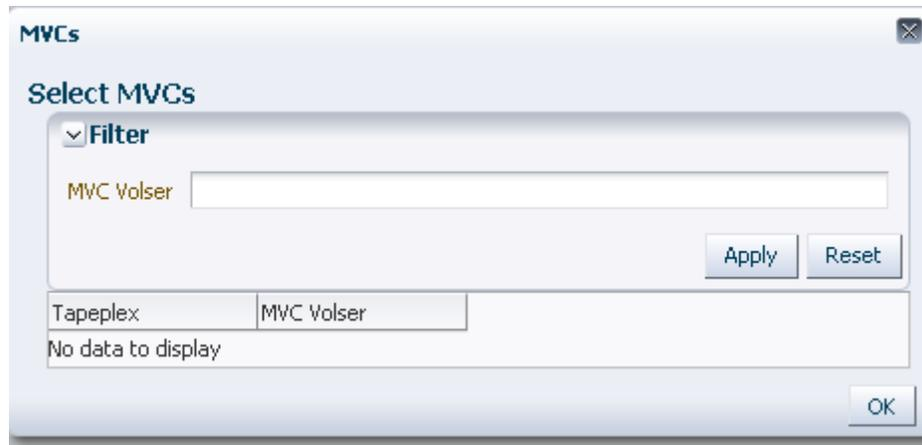 MVCs
Select MVCs
Filter
MVC Volser
Apply Reset
Tapeplex MVC Volser
No data to display
OK